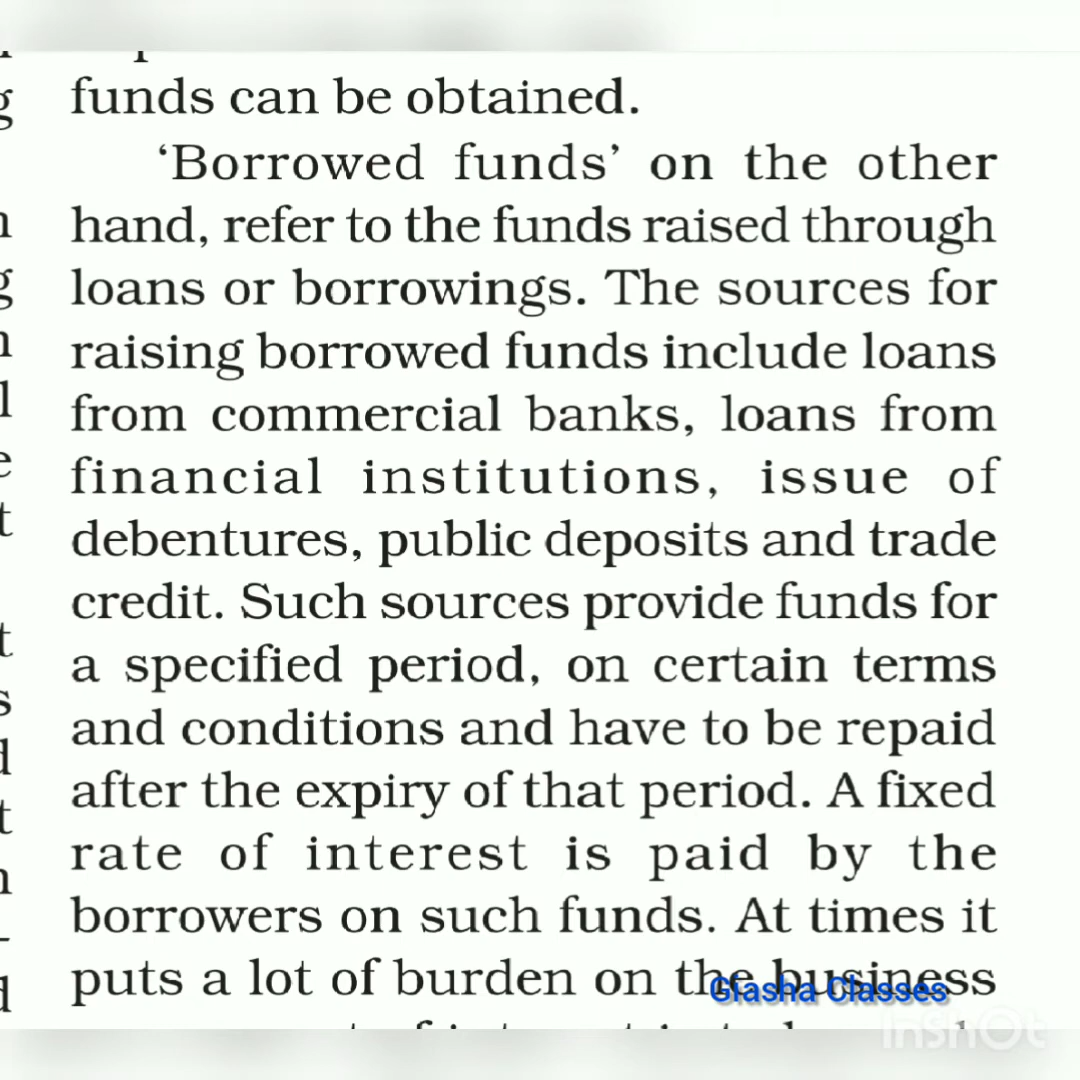 funds can be obtained.
‘Borrowed funds’ on the other
hand, refer to the funds raised through
loans or borrowings. The sources for
raising borrowed funds include loans
from commercial banks, loans from
financial institutions, issue of
debentures, public deposits and trade
credit. Such sources provide funds for
a specified period, on certain terms
and conditions and have to be repaid
after the expiry of that period. A fixed
rate of interest is paid by the
borrowers on such funds. At times it
puts a lot of burden on the business
Giasha Classes
InShOt